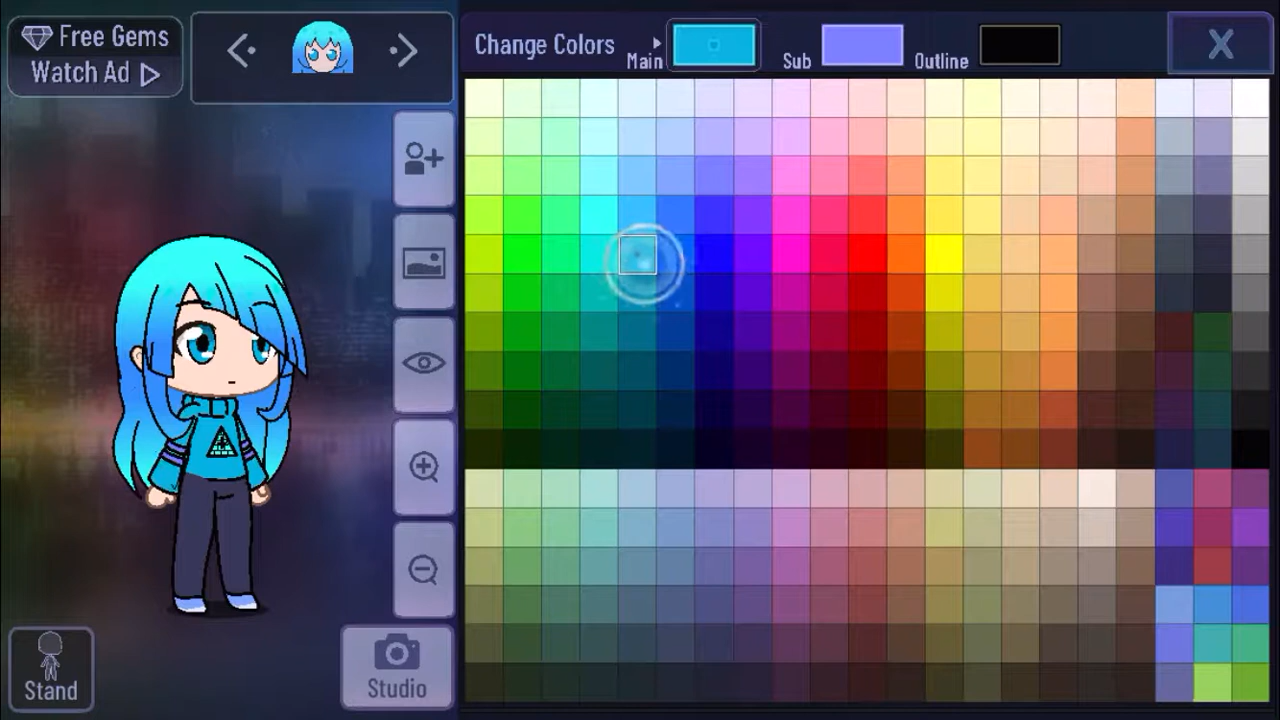 Free Gems
Watch Ad
Change Colors
Main
Sub
Outline
X
Stand
Studio